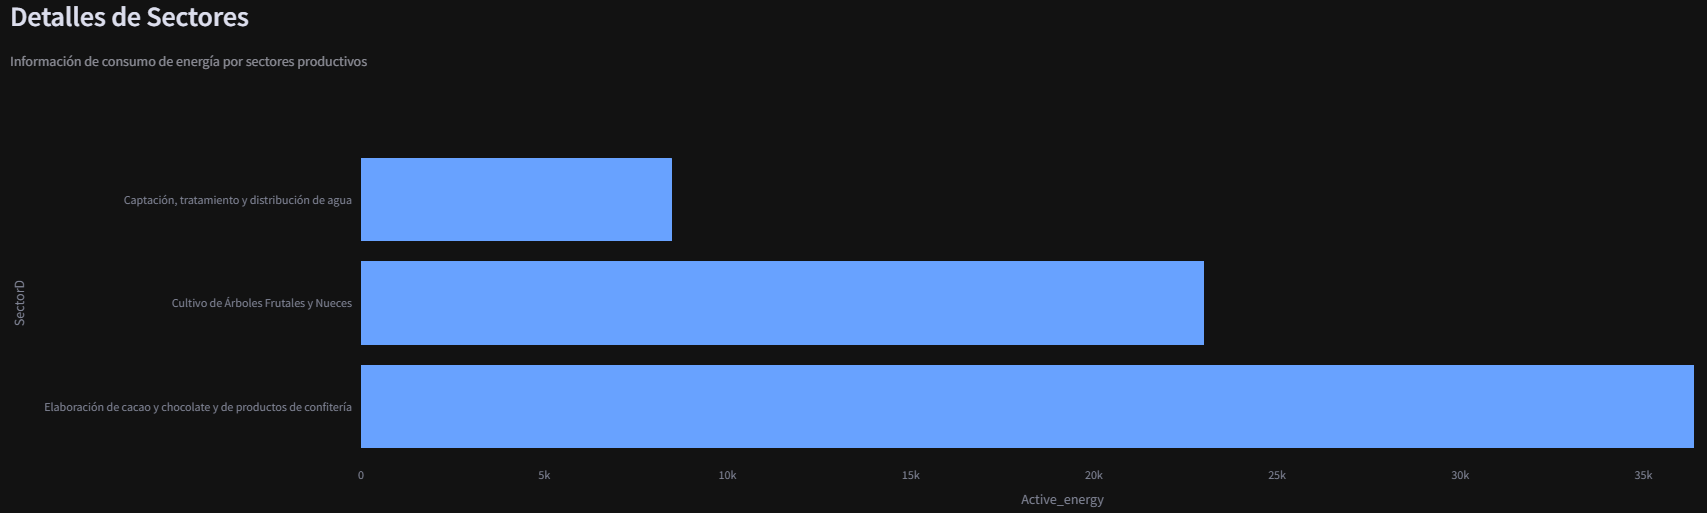 Detalles de Sectores
Información de consumo de energía por sectores productivos
Captación, tratamiento y distribución de agua
Cultivo de Árboles Frutales y Nueces
Elaboración de cacao y chocolate y de productos de confitería
SectorD
0 5k 10k 15k 20k 25k 30k 35k
Active_energy